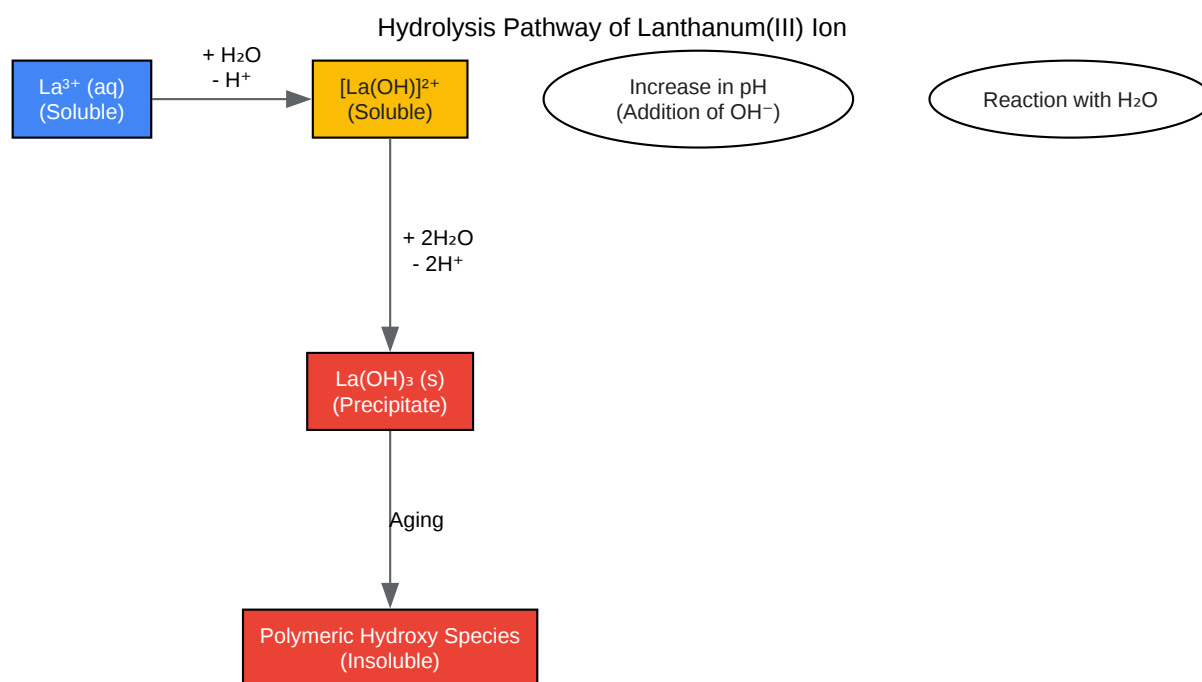 Hydrolysis Pathway of Lanthanum(III) Ion
La³⁺ (aq)
(Soluble)
+ H₂O
- H⁺
[La(OH)]²⁺
(Soluble)
Increase in pH
(Addition of OH⁻)
Reaction with H₂O
+ 2H₂O
- 2H⁺
La(OH)₃ (s)
(Precipitate)
Aging
Polymeric Hydroxy Species
(Insoluble)